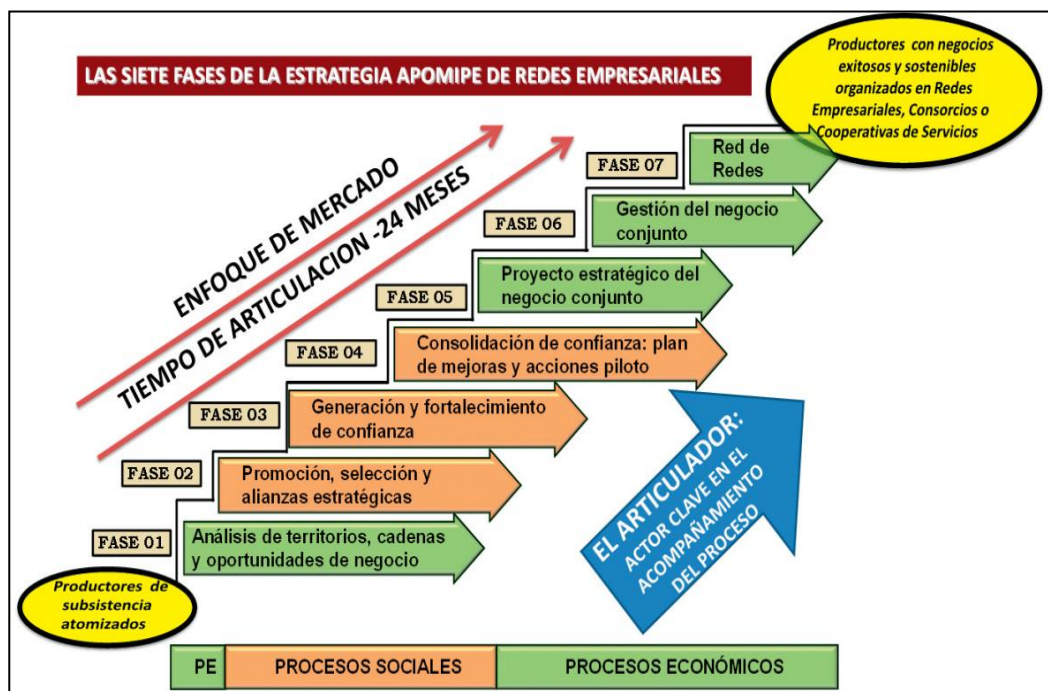 LAS SIETE FASES DE LA ESTRATEGIA APOMIPE DE REDES EMPRESARIALES
Productores con negocios
exitosos y sostenibles
organizados en Redes
Empresariales, Consorcios o
Cooperativas de Servicios
ENFOQUE DE MERCADO
TIEMPO DE ARTICULACION -24 MESES
FASE 07
Red de
Redes
FASE 06
Gestión del negocio
conjunto
FASE 05
Proyecto estratégico del
negocio conjunto
FASE 04
Consolidación de confianza: plan
de mejoras y acciones piloto
FASE 03
Generación y fortalecimiento
de confianza
FASE 02
Promoción, selección y
alianzas estratégicas
FASE 01
Análisis de territorios, cadenas
y oportunidades de negocio
Productores de
subsistencia
atomizados
EL ARTICULADOR:
ACTOR CLAVE EN EL
ACOMPAÑAMIENTO
DEL PROCESO
PE
PROCESOS SOCIALES
PROCESOS ECONÓMICOS